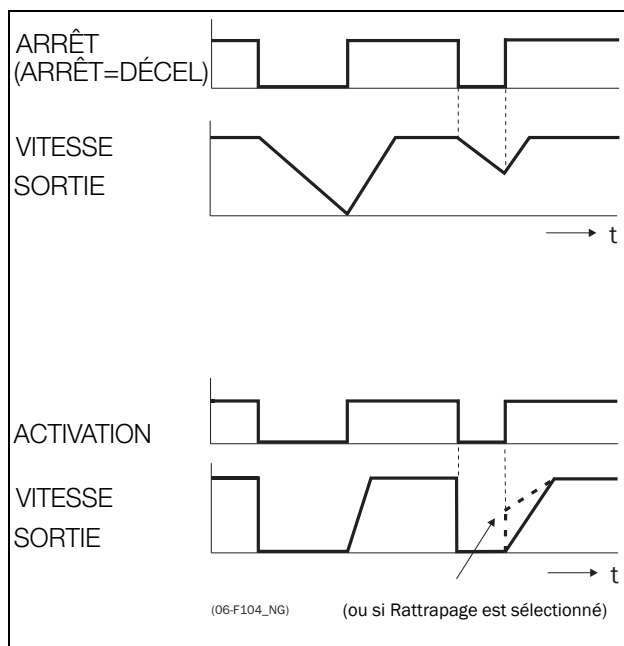 ARRÊT
(ARRÊT=DÉCEL)
VITESSE
SORTIE
t
ACTIVATION
VITESSE
SORTIE
t
(06-F104_NG)
(ou si Rattrapage est sélectionné)